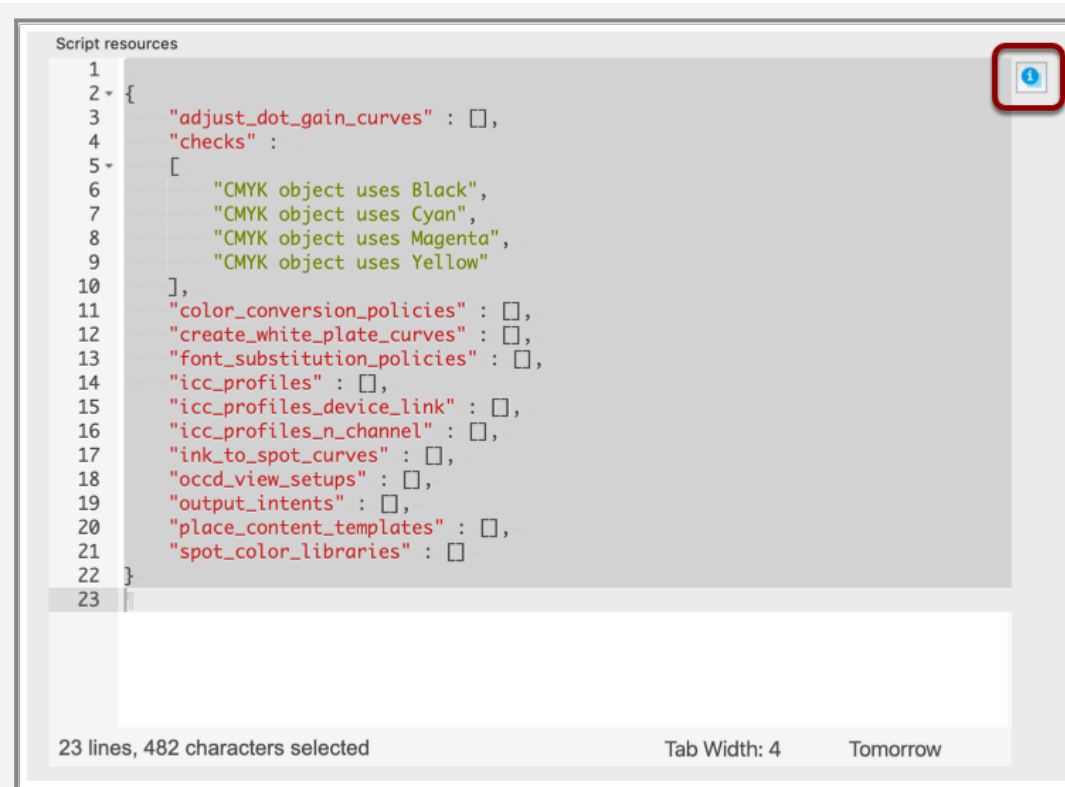 Script resources
1
2 {
3 "adjust_dot_gain_curves" : [],
4 "checks" :
5 [
6 "CMYK object uses Black",
7 "CMYK object uses Cyan",
8 "CMYK object uses Magenta",
9 "CMYK object uses Yellow"
10 ],
11 "color_conversion_policies" : [],
12 "create_white_plate_curves" : [],
13 "font_substitution_policies" : [],
14 "icc_profiles" : [],
15 "icc_profiles_device_link" : [],
16 "icc_profiles_n_channel" : [],
17 "ink_to_spot_curves" : [],
18 "occd_view_setups" : [],
19 "output_intents" : [],
20 "place_content_templates" : [],
21 "spot_color_libraries" : []
22 }
23 ¶
23 lines, 482 characters selected Tab Width: 4 Tomorrow